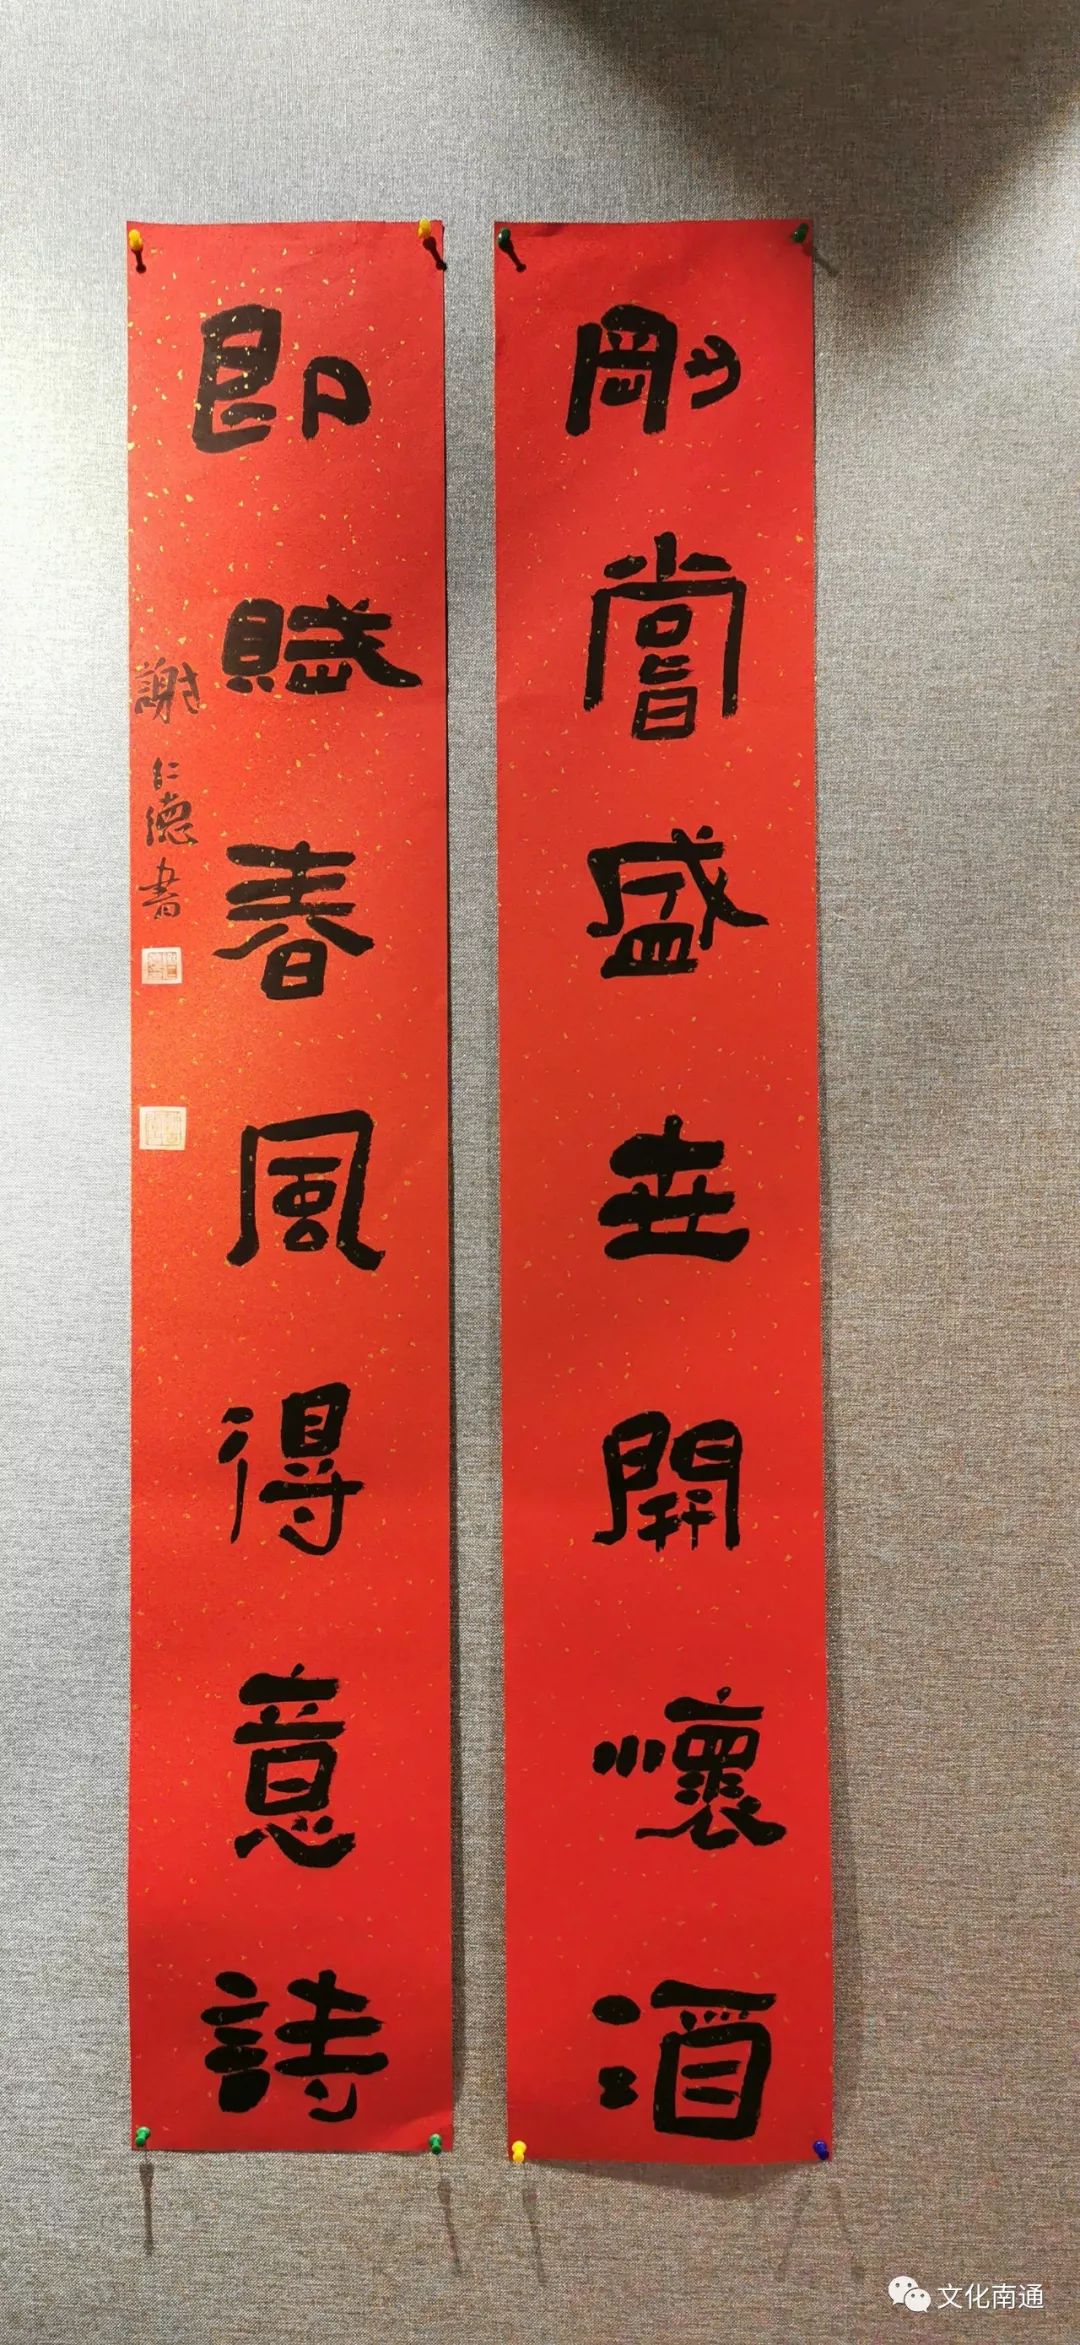 剛嘗盛世開懷酒
即賦春風得意詩
謝仁德書
文化南通